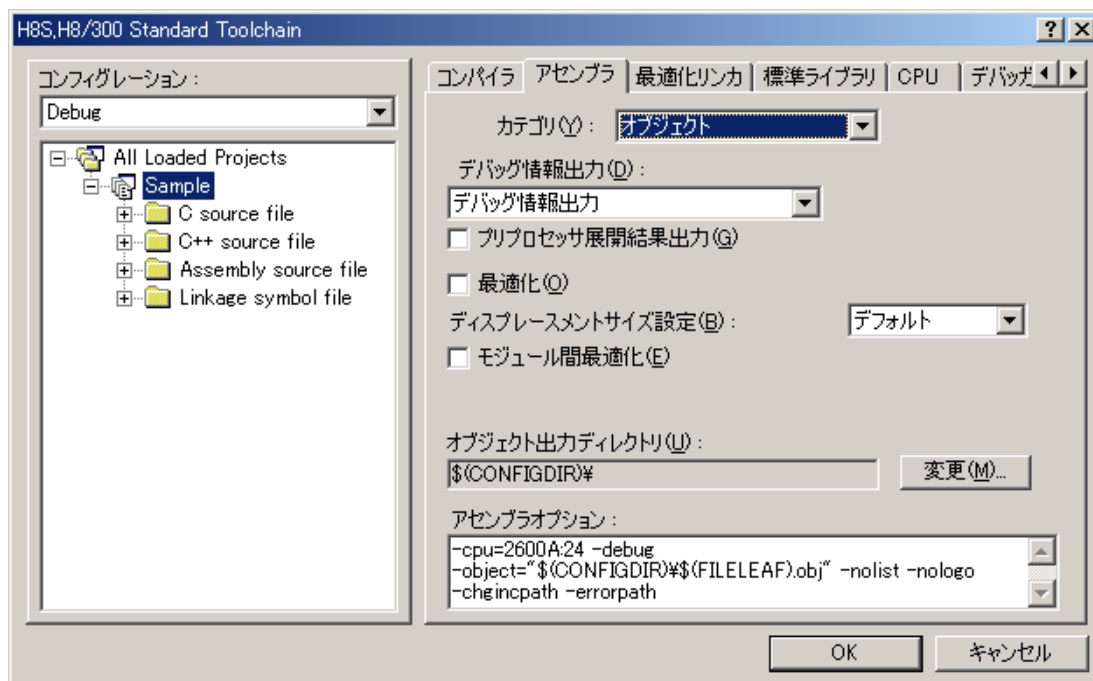 H8S,H8/300 Standard Toolchain
コンフィグレーション :
Debug
All Loaded Projects
Sample
C source file
C++ source file
Assembly source file
Linkage symbol file
コンパイラ アセンブラ 最適化リンカ 標準ライブラリ CPU デバッガ
カテゴリ(Y) : オブジェクト
デバッグ情報出力(D) :
デバッグ情報出力
プリプロセッサ展開結果出力(G)
最適化(O)
ディスプレースメントサイズ設定(B) : デフォルト
モジュール間最適化(E)
オブジェクト出力ディレクトリ(U) :
$(CONFIGDIR)¥
変更(M)...
アセンブラオプション :
-cpu=2600A:24 -debug
-object="$(CONFIGDIR)¥$(FILELEAF).obj" -nolist -nologo
-chgincpath -errorpath
OK キャンセル